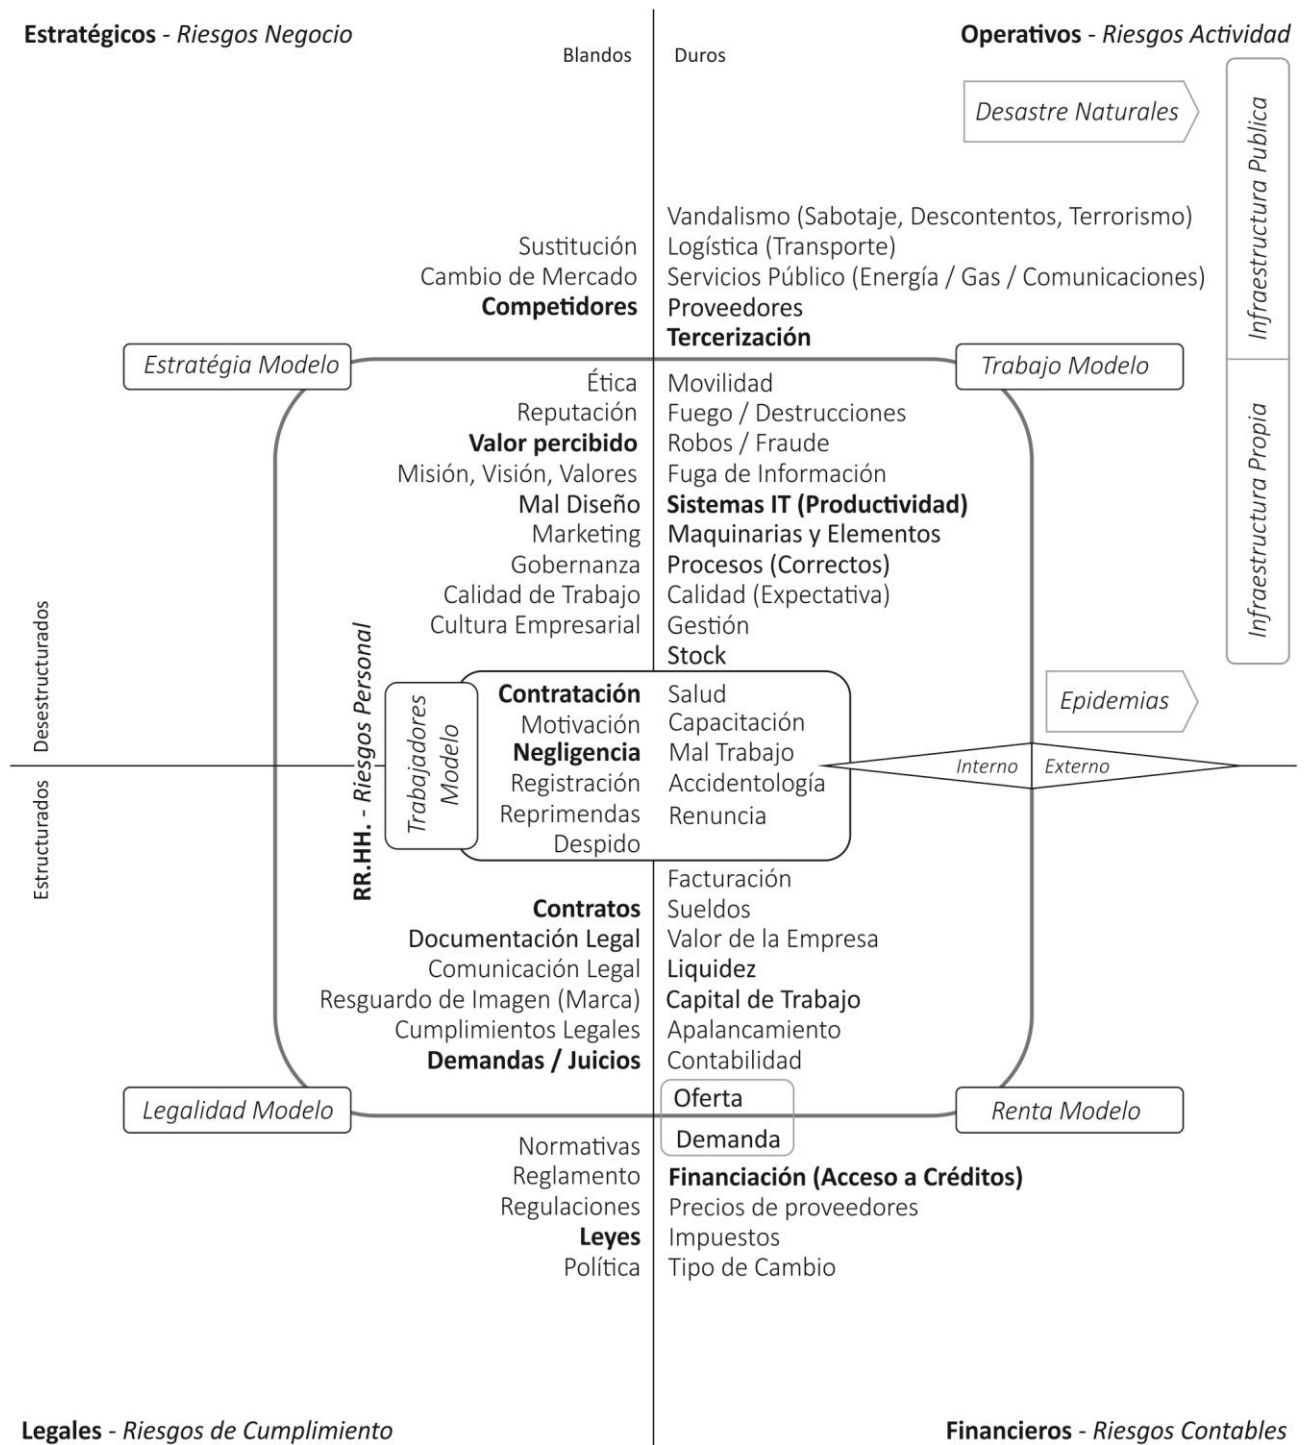 Estratégicos - Riesgos Negocio
Operativos - Riesgos Actividad
Blandos
Duros
Desastre Naturales
Infraestructura Publica
Infraestructura Propia
Sustitución
Cambio de Mercado
Competidores
Vandalismo (Sabotaje, Descontentos, Terrorismo)
Logística (Transporte)
Servicios Público (Energía / Gas / Comunicaciones)
Proveedores
Tercerización
Estratégia Modelo
Trabajo Modelo
Ética
Reputación
Valor percibido
Misión, Visión, Valores
Mal Diseño
Marketing
Gobernanza
Calidad de Trabajo
Cultura Empresarial
Movilidad
Fuego / Destrucciones
Robos / Fraude
Fuga de Información
Sistemas IT (Productividad)
Maquinarias y Elementos
Procesos (Correctos)
Calidad (Expectativa)
Gestión
Stock
Desestructurados
Estructurados
RR.HH. - Riesgos Personal
Trabajadores
Modelo
Contratación
Motivación
Negligencia
Registración
Reprimendas
Despido
Salud
Capacitación
Mal Trabajo
Accidentología
Renuncia
Epidemias
Interno
Externo
Contratos
Documentación Legal
Comunicación Legal
Resguardo de Imagen (Marca)
Cumplimientos Legales
Demandas / Juicios
Facturación
Sueldos
Valor de la Empresa
Liquidez
Capital de Trabajo
Apalancamiento
Contabilidad
Oferta
Demanda
Legalidad Modelo
Renta Modelo
Normativas
Reglamento
Regulaciones
Leyes
Política
Financiación (Acceso a Créditos)
Precios de proveedores
Impuestos
Tipo de Cambio
Legales - Riesgos de Cumplimiento
Financieros - Riesgos Contables